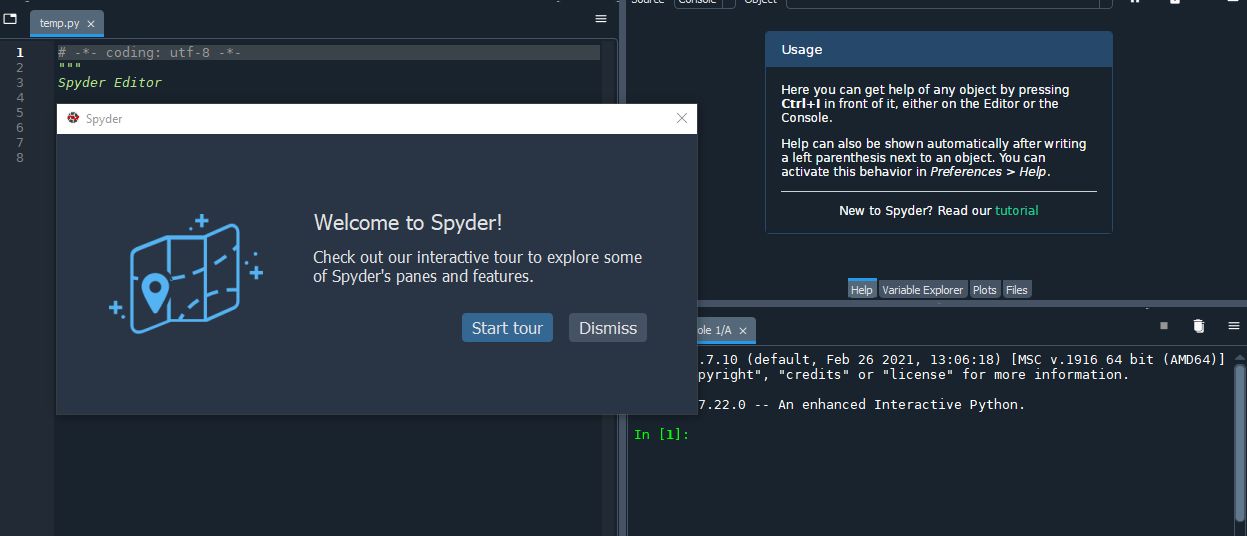 Source Console Object
temp.py
1 # -*- coding: utf-8 -*-
2 """
3 Spyder Editor
4
5
6
7
8
Spyder
Welcome to Spyder!
Check out our interactive tour to explore some
of Spyder's panes and features.
Start tour Dismiss
Usage
Here you can get help of any object by pressing
Ctrl+I in front of it, either on the Editor or the
Console.
Help can also be shown automatically after writing
a left parenthesis next to an object. You can
activate this behavior in Preferences > Help.
New to Spyder? Read our tutorial
Help Variable Explorer Plots Files
ole 1/A
.7.10 (default, Feb 26 2021, 13:06:18) [MSC v.1916 64 bit (AMD64)]
pyright", "credits" or "license" for more information.
7.22.0 -- An enhanced Interactive Python.
In [1]: